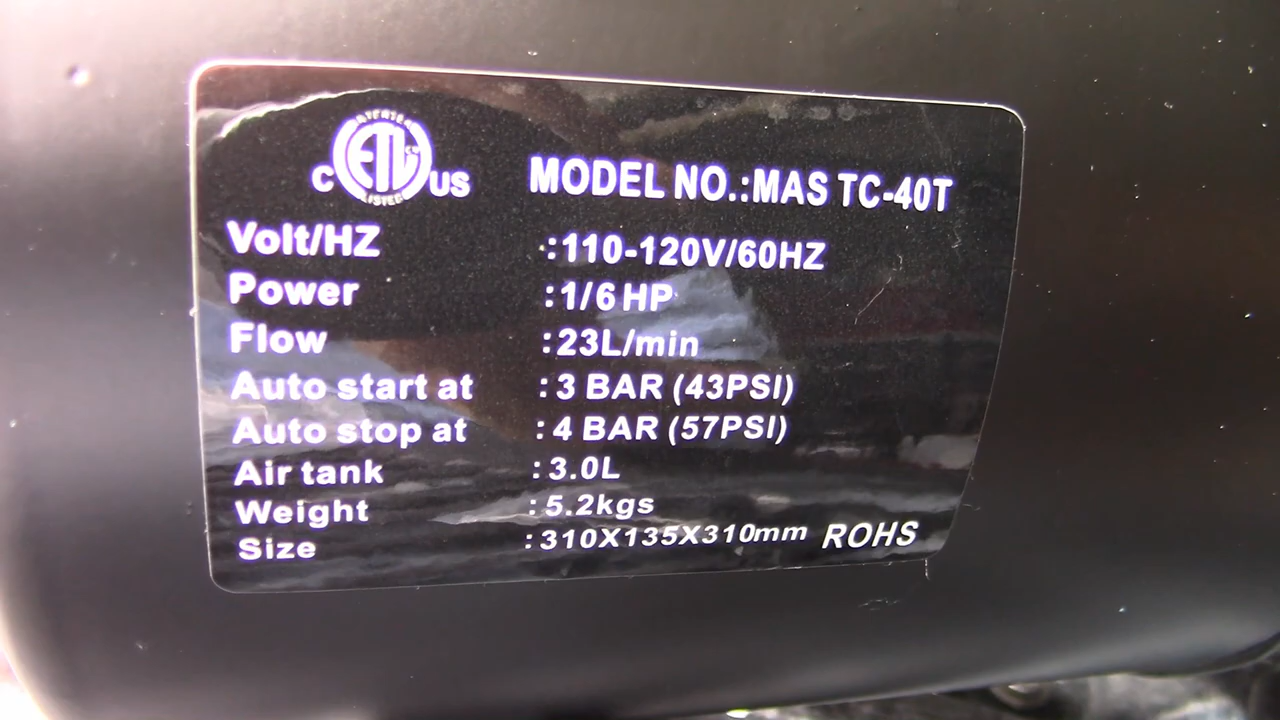 C ETL US
LISTED
MODEL NO.:MAS TC-40T
Volt/HZ :110-120V/60HZ
Power :1/6 HP
Flow :23L/min
Auto start at :3 BAR (43PSI)
Auto stop at :4 BAR (57PSI)
Air tank :3.0L
Weight :5.2kgs
Size :310X135X310mm ROHS